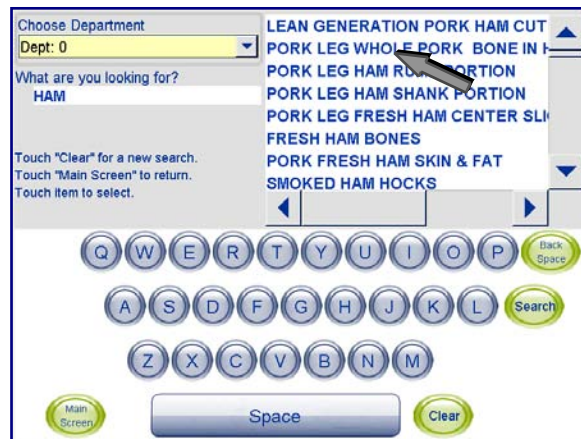 Choose Department
Dept: 0
What are you looking for?
HAM
Touch "Clear" for a new search.
Touch "Main Screen" to return.
Touch item to select.
LEAN GENERATION PORK HAM CUT
PORK LEG WHOLE PORK BONE IN H
PORK LEG HAM PORTION
PORK LEG HAM SHANK PORTION
PORK LEG FRESH HAM CENTER SLI
FRESH HAM BONES
PORK FRESH HAM SKIN & FAT
SMOKED HAM HOCKS
Q W E R T Y U I O P Back Space
A S D F G H J K L Search
Z X C V B N M
Main Screen Space Clear